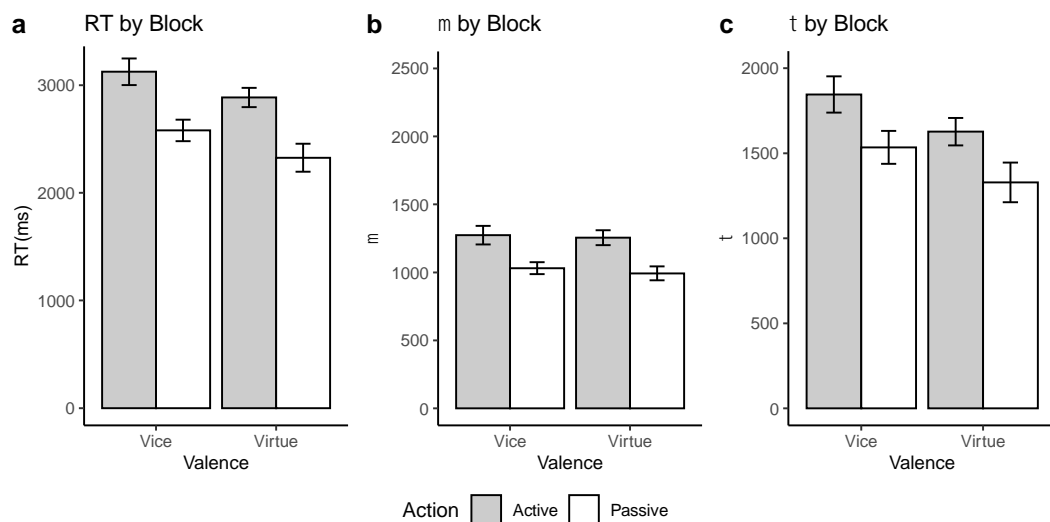 a RT by Block
RT(ms)
3000
2000
1000
0
Vice Virtue
Valence
b m by Block
m
2500
2000
1500
1000
500
0
Vice Virtue
Valence
c t by Block
t
2000
1500
1000
500
0
Vice Virtue
Valence
Action Active Passive